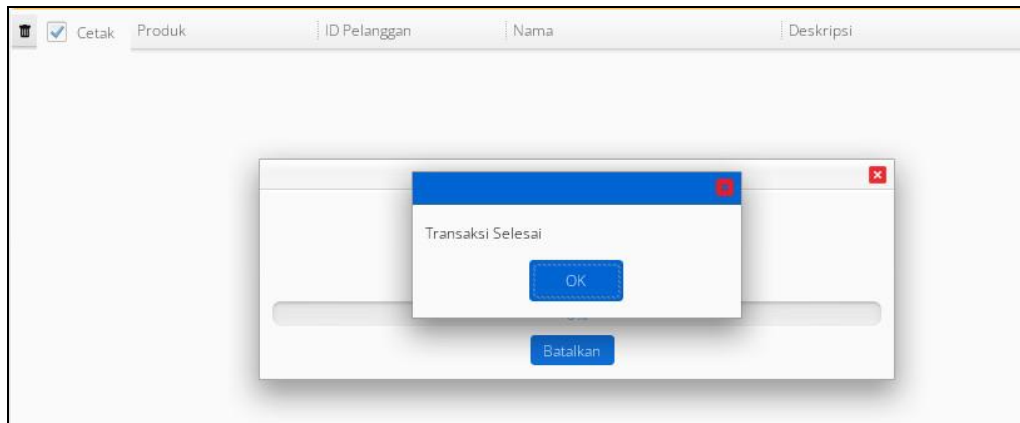 Cetak Produk ID Pelanggan Nama Deskripsi
Transaksi Selesai
OK
Batalkan